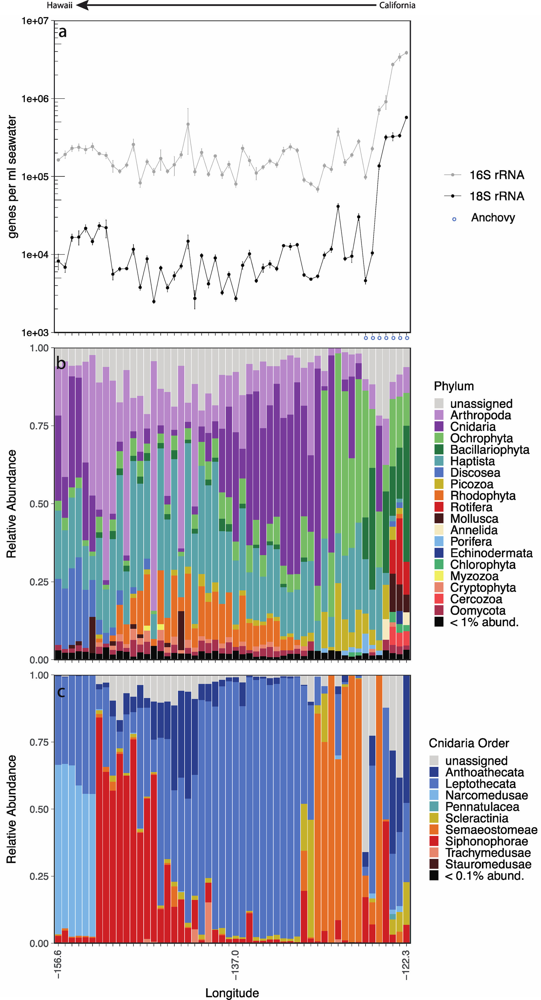 Hawaii California
a
1e+07
1e+06
1e+05
1e+04
1e+03
genes per ml seawater
16S rRNA
18S rRNA
Anchovy
b
1.00
0.75
0.50
0.25
0.00
Relative Abundance
Phylum
unassigned
Arthropoda
Cnidaria
Ochrophyta
Bacillariophyta
Haptista
Discosea
Picozoa
Rhodophyta
Rotifera
Mollusca
Annelida
Porifera
Echinodermata
Chlorophyta
Myzozoa
Cryptophyta
Cercozoa
Oomycota
< 1% abund.
c
1.00
0.75
0.50
0.25
0.00
Relative Abundance
Cnidaria Order
unassigned
Anthoathecata
Leptothecata
Narcomedusae
Pennatulacea
Scleractinia
Semaeostomeae
Siphonophorae
Trachymedusae
Stauromedusae
< 0.1% abund.
−156.6
−137.0
−122.3
Longitude